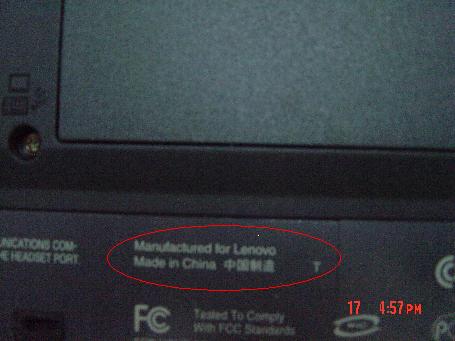 UNICATIONS COM-
HE HEADSET PORT.
Manufactured for Lenovo
Made in China 中国制造 T
FC
Tested To Comply
With FCC Standards
17 4:57PM